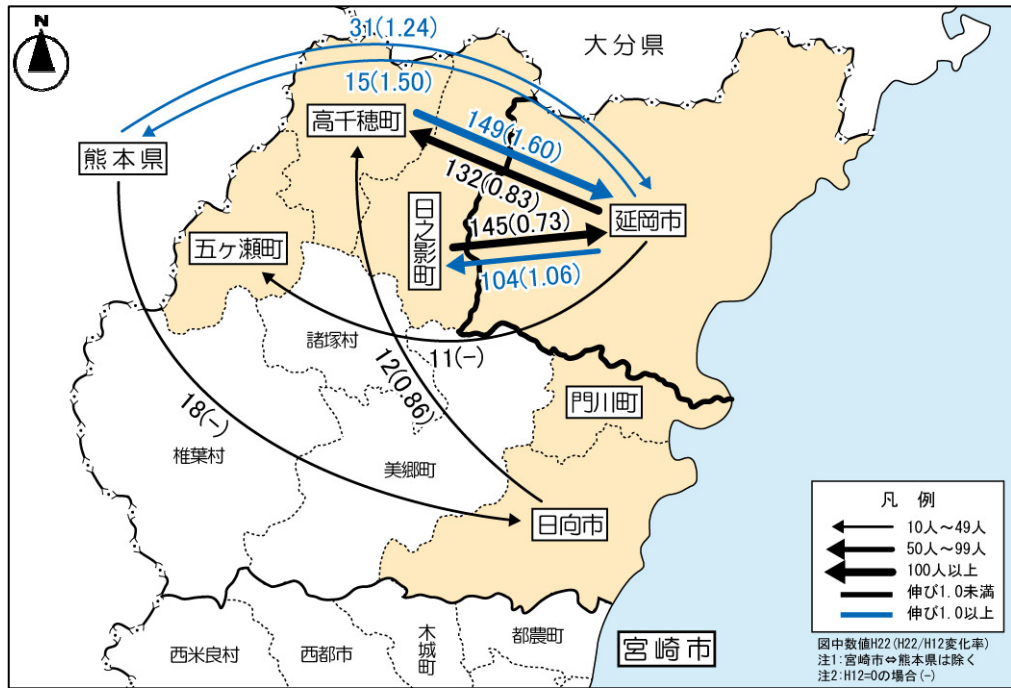 N
31(1.24)
大分県
15(1.50)
高千穂町
149(1.60)
熊本県
132(0.83)
日之影町
145(0.73)
延岡市
五ヶ瀬町
104(1.06)
諸塚村
11(-)
12(0.86)
門川町
18(-)
椎葉村
美郷町
日向市
西米良村
西都市
木城町
都農町
宮崎市
凡 例
10人～49人
50人～99人
100人以上
伸び1.0未満
伸び1.0以上
図中数値H22(H22/H12変化率)
注1:宮崎市⇔熊本県は除く
注2:H12=0の場合(-)